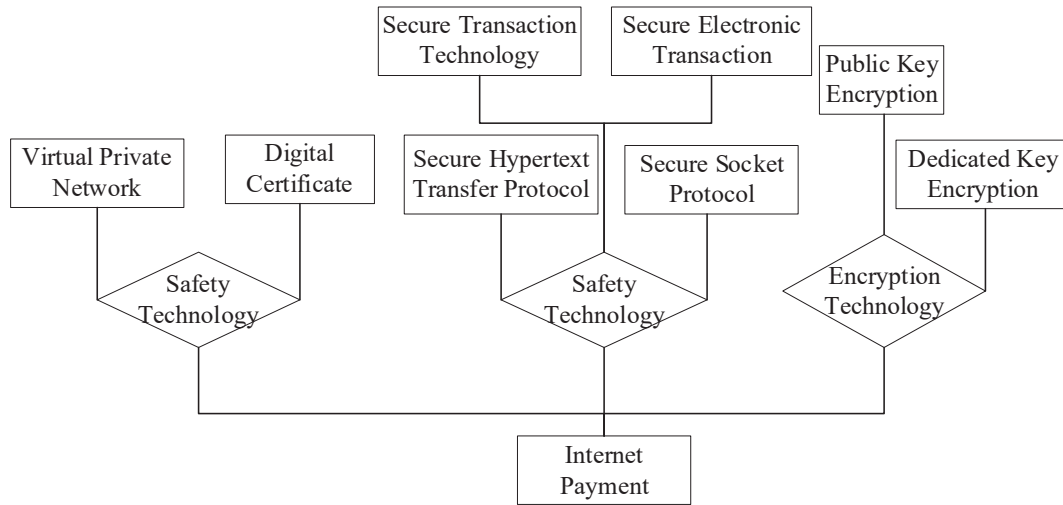 Secure Transaction
Technology
Secure Electronic
Transaction
Public Key
Encryption
Virtual Private
Network
Digital
Certificate
Secure Hypertext
Transfer Protocol
Secure Socket
Protocol
Dedicated Key
Encryption
Safety
Technology
Safety
Technology
Encryption
Technology
Internet
Payment